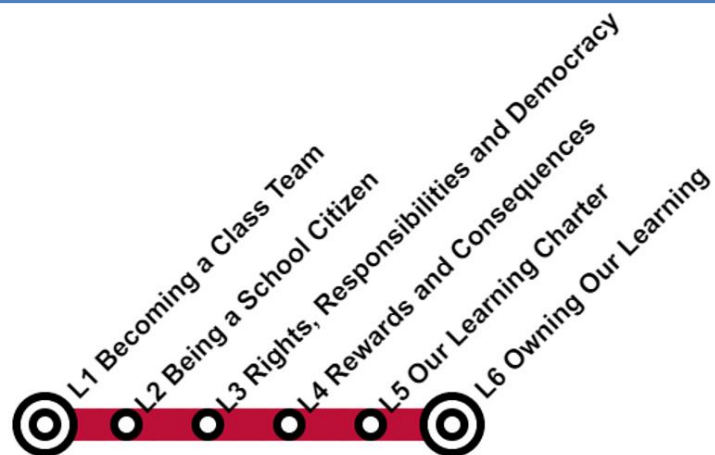 L1 Becoming a Class Team
L2 Being a School Citizen
L3 Rights, Responsibilities and Democracy
L4 Rewards and Consequences
L5 Our Learning Charter
L6 Owning Our Learning